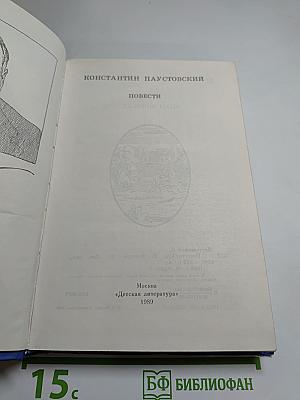 КОНСТАНТИН ПАУСТОВСКИЙ
ПОВЕСТИ
Москва
«Детская литература»
1989
15с
БФ БИБЛИОФАН